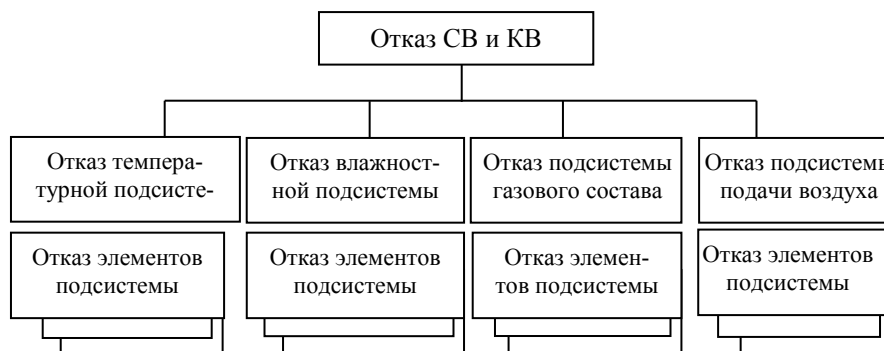 Отказ СВ и КВ
Отказ темпера-
турной подсисте-
Отказ влажност-
ной подсистемы
Отказ подсистемы
газового состава
Отказ подсистемы
подачи воздуха
Отказ элементов
подсистемы
Отказ элементов
подсистемы
Отказ элемен-
тов подсистемы
Отказ элементов
подсистемы